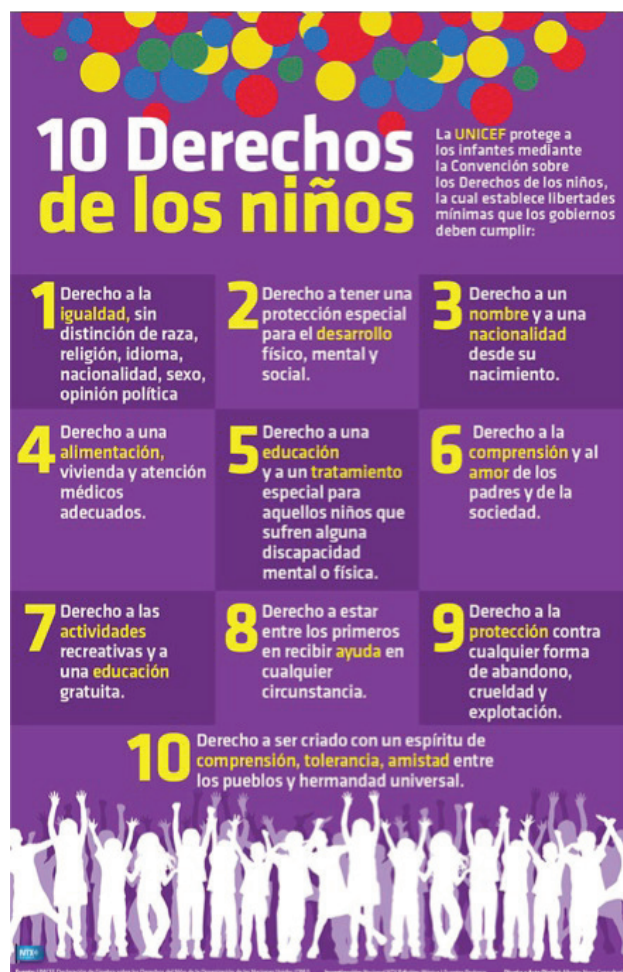 10 Derechos
de los niños
La UNICEF protege a
los infantes mediante
la Convención sobre
los Derechos de los niños,
la cual establece libertades
mínimas que los gobiernos
deben cumplir:
1 Derecho a la
igualdad, sin
distinción de raza,
religión, idioma,
nacionalidad, sexo,
opinión política
2 Derecho a tener una
protección especial
para el desarrollo
físico, mental y
social.
3 Derecho a un
nombre y a una
nacionalidad
desde su
nacimiento.
4 Derecho a una
alimentación,
vivienda y atención
médicos
adecuados.
5 Derecho a una
educación
y a un tratamiento
especial para
aquellos niños que
sufren alguna
discapacidad
mental o física.
6 Derecho a la
comprensión y al
amor de los
padres y de la
sociedad.
7 Derecho a las
actividades
recreativas y a
una educación
gratuita.
8 Derecho a estar
entre los primeros
en recibir ayuda en
cualquier
circunstancia.
9 Derecho a la
protección contra
cualquier forma
de abandono,
crueldad y
explotación.
10 Derecho a ser criado con un espíritu de
comprensión, tolerancia, amistad entre
los pueblos y hermandad universal.
NTX